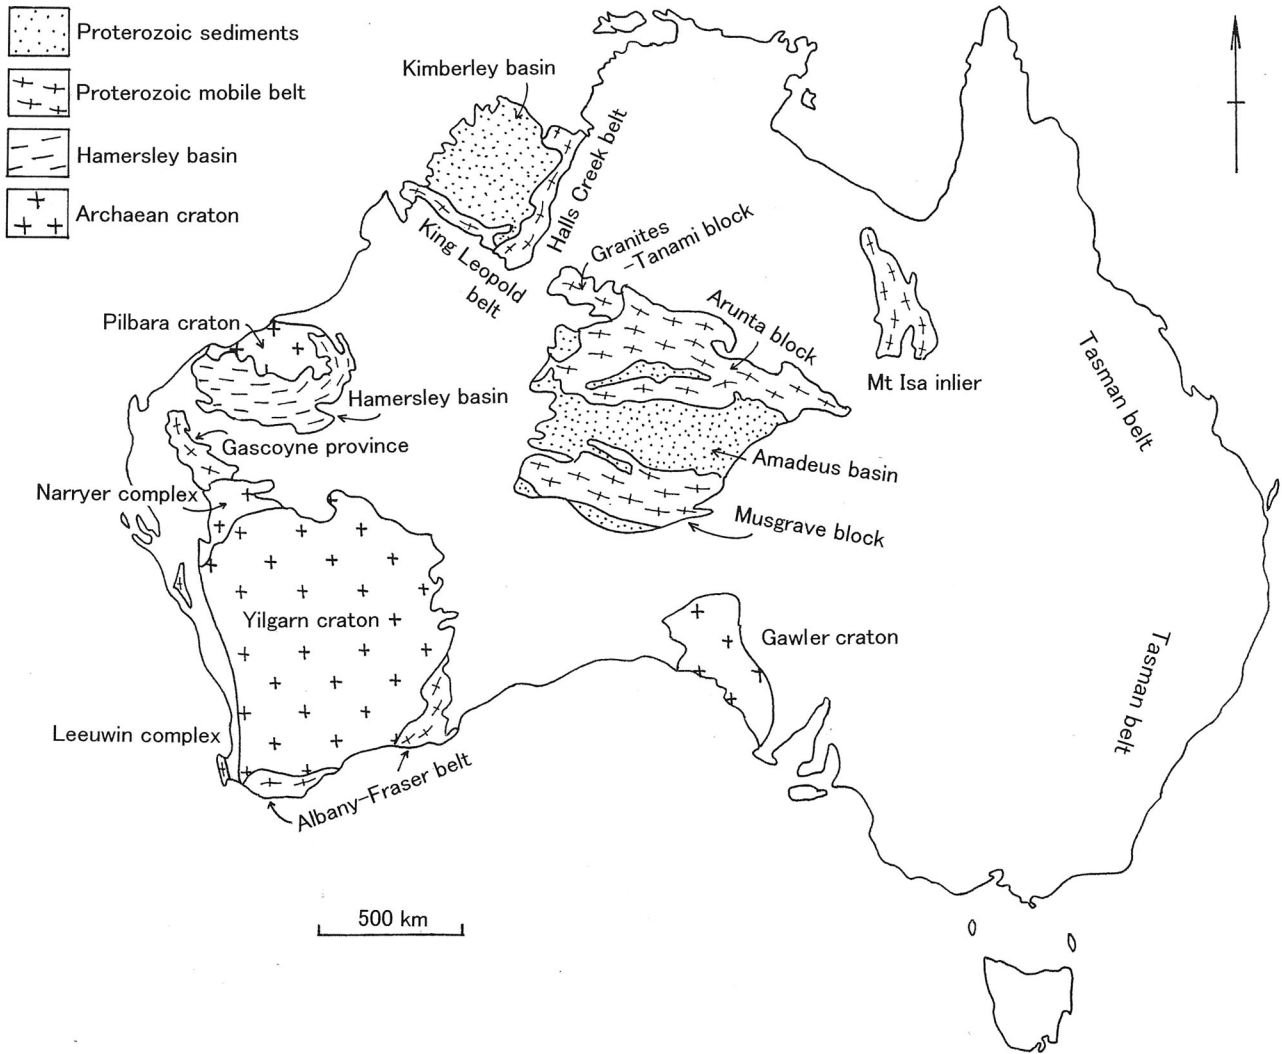 Proterozoic sediments
Proterozoic mobile belt
Hamersley basin
Archaean craton
Kimberley basin
Halls Creek belt
King Leopold
belt
Granites
-Tanami block
Arunta block
Mt Isa inlier
Tasman belt
Pilbara craton
Hamersley basin
Gascoyne province
Narryer complex
Amadeus basin
Musgrave block
Yilgarn craton
Gawler craton
Tasman belt
Leeuwin complex
Albany-Fraser belt
500 km